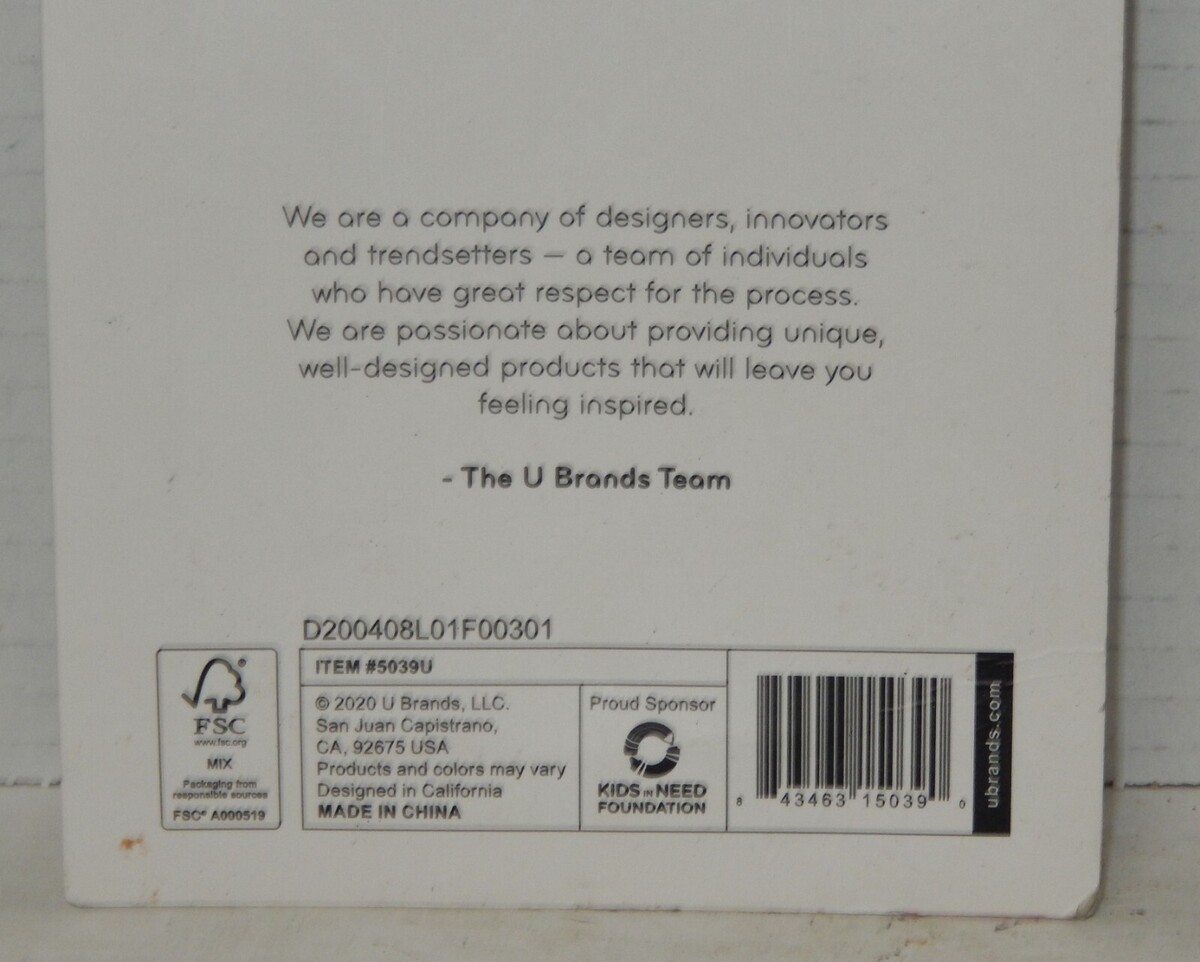 We are a company of designers, innovators
and trendsetters – a team of individuals
who have great respect for the process.
We are passionate about providing unique,
well-designed products that will leave you
feeling inspired.
- The U Brands Team
D200408L01F00301
FSC®
www.fsc.org
MIX
Packaging from
responsible sources
FSC® A000519
ITEM #5039U
© 2020 U Brands, LLC.
San Juan Capistrano,
CA, 92675 USA
Products and colors may vary
Designed in California
MADE IN CHINA
Proud Sponsor
KIDS IN NEED
FOUNDATION
8 43463 15039 0
ubrands.com